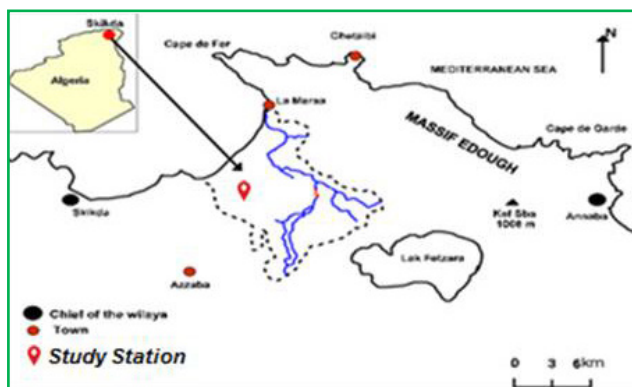 Skikda
Algeria
Cape de Fer
Chetaibi
N
MEDITERRANEAN SEA
La Marsa
MASSIF EDOUGH
Cape de Garde
Skikda
Kef Sba
1008 m
Annaba
Lak Fetzara
Azzaba
Chief of the wilaya
Town
Study Station
0 3 6km